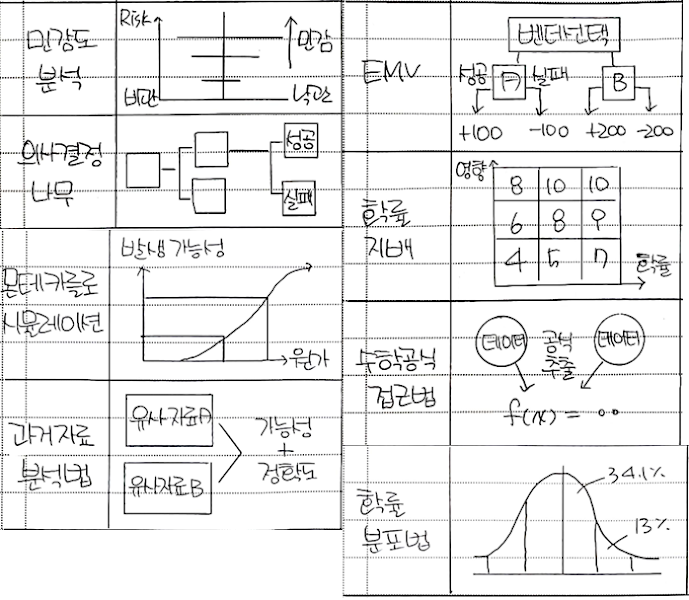 민감도
분석
Risk
민감
비관
낙관
의사결정
나무
성공
실패
몬테카를로
시뮬레이션
발생가능성
원가
과거자료
분석법
유사자료A
유사자료B
가능성
+
정확도
EMV
벤더선택
성공 A 실패 B
+100 -100 +200 -200
확률
지배
영향
8 10 10
6 8 9
4 5 7
확률
수학공식
접근법
데이터 공식 데이터
추출
f(x) = ..
확률
분포법
34.1%
13%